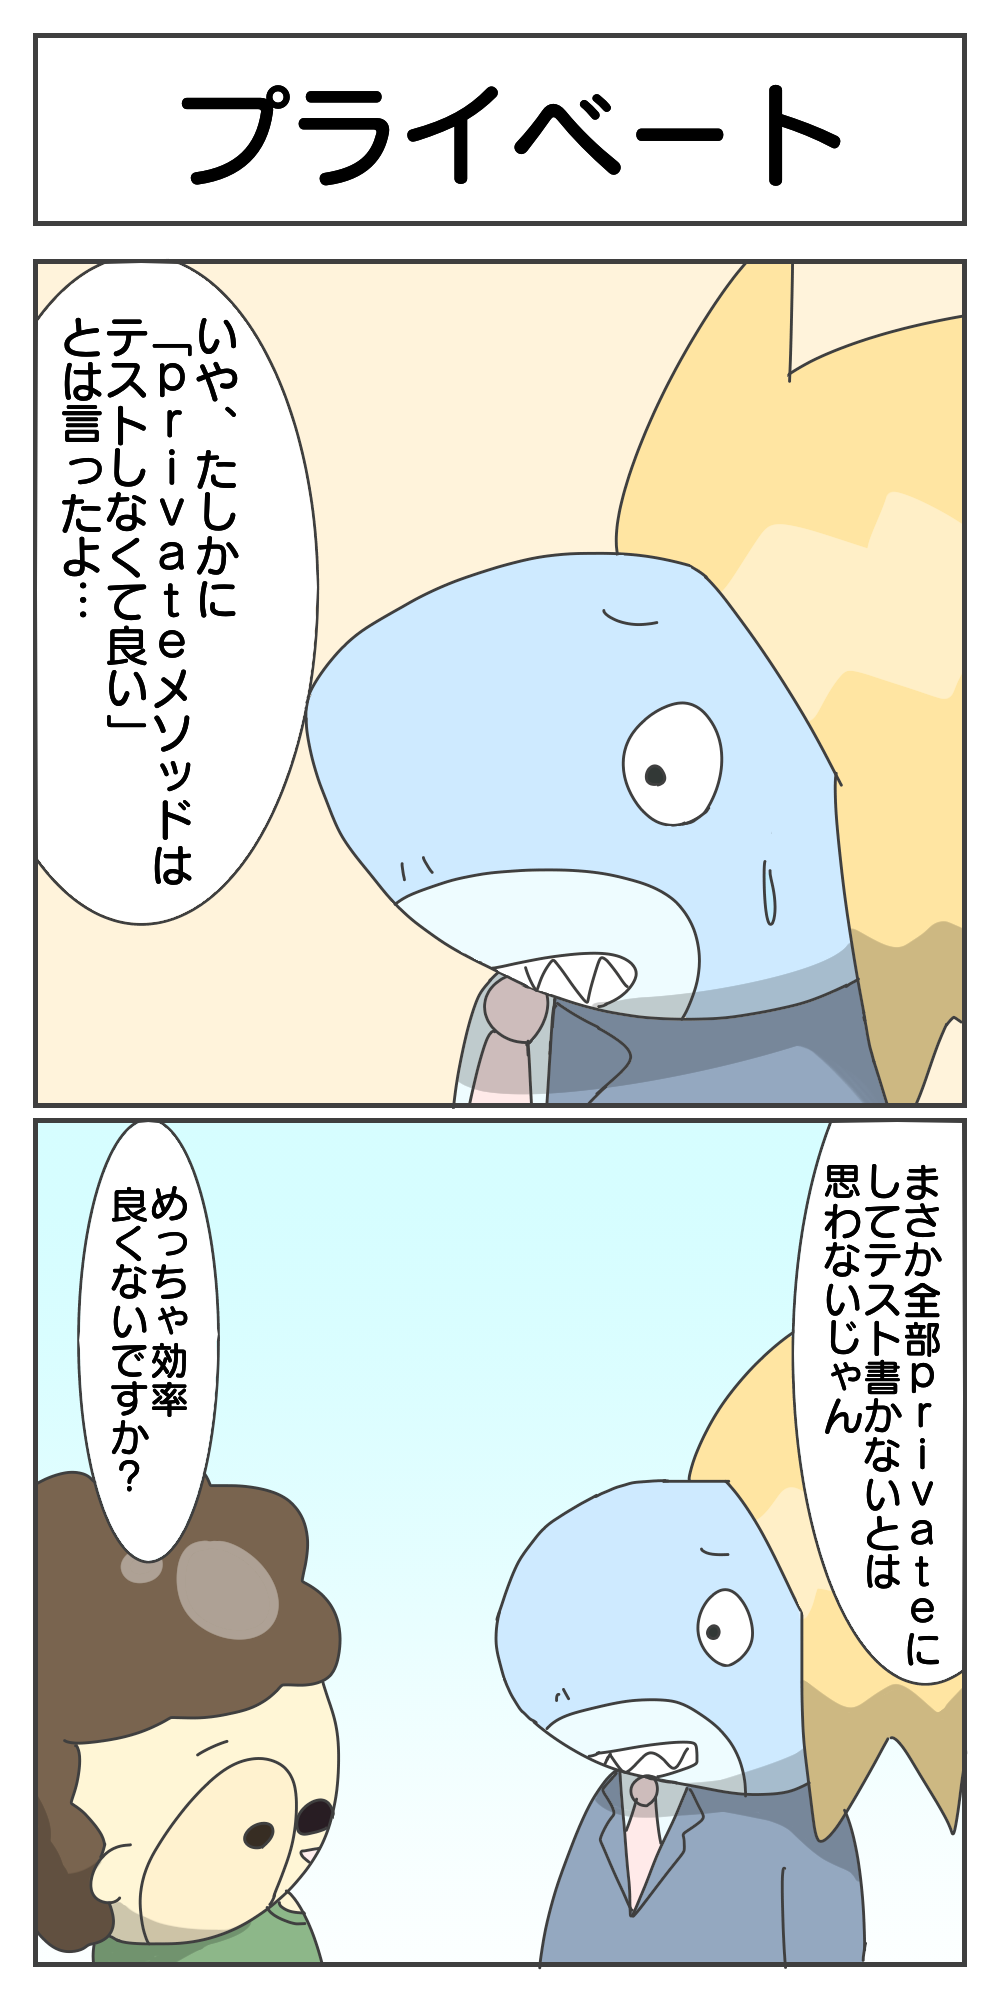 プライベート
いや、たしかに
「privateメソッドは
テストしなくて良い」
とは言ったよ…
まさか全部privateに
してテスト書かないとは
思わないじゃん
めっちゃ効率
良くないですか?